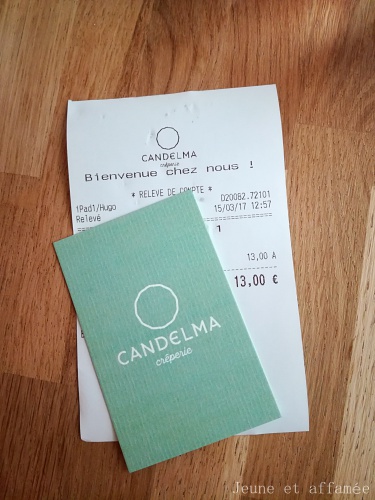 CANDELMA
crêperie
Bienvenue chez nous !
* RELEVE DE COMPTE *
iPad1/Hugo D20082.72101
Relevé 15/03/17 12:57
1
13,00 A
13,00 €
CANDELMA
crêperie
Jeune et affamée